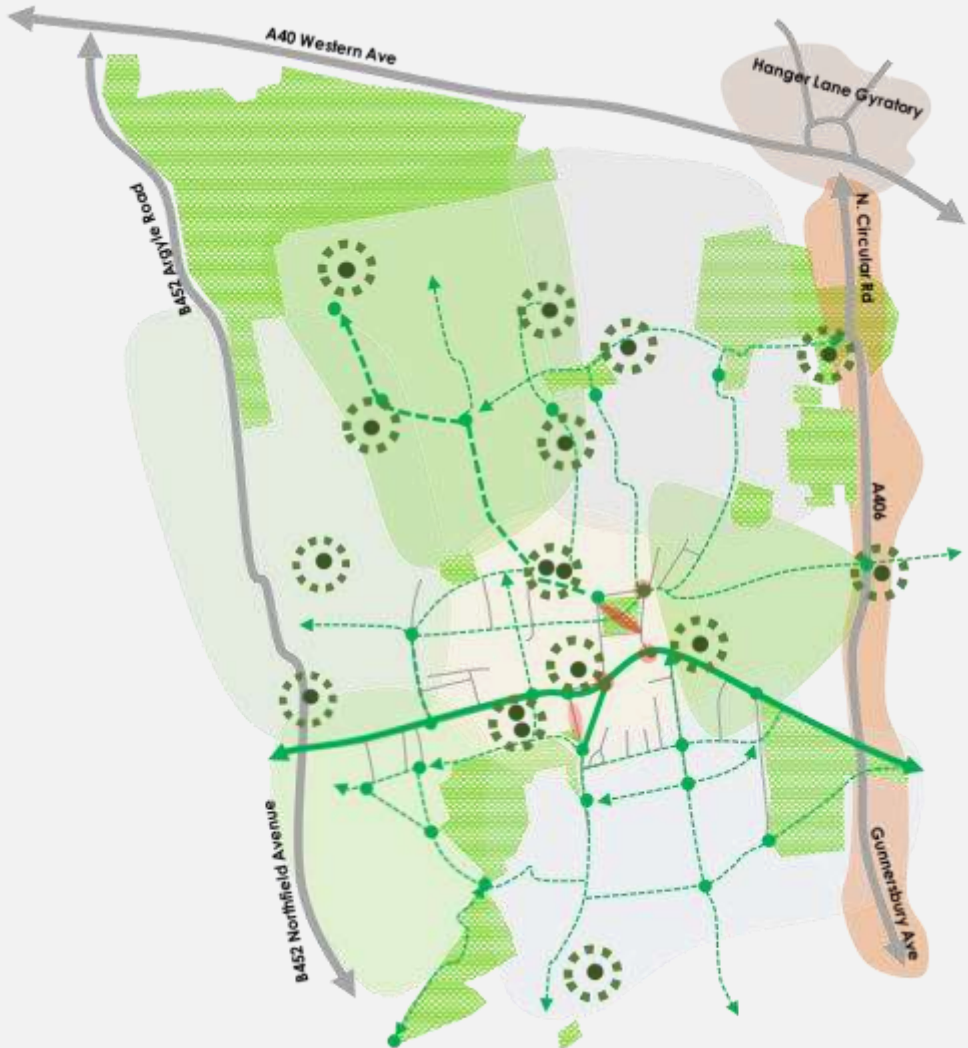 A40 Western Ave
Hanger Lane Gyratory
B452 Argyle Road
N. Circular Rd
A406
B452 Northfield Avenue
Gunnersbury Ave